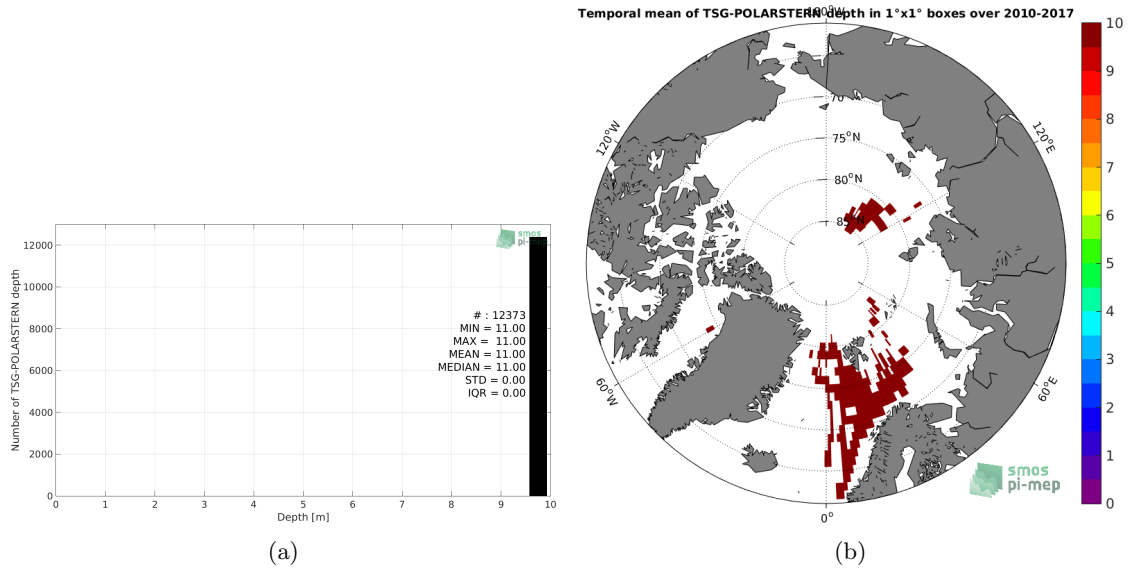 Number of TSG-POLARSTERN depth
12000
10000
8000
6000
4000
2000
0
0 1 2 3 4 5 6 7 8 9 10
Depth [m]
smos
pi-mep
# : 12373
MIN = 11.00
MAX = 11.00
MEAN = 11.00
MEDIAN = 11.00
STD = 0.00
IQR = 0.00
(a)
Temporal mean of TSG-POLARSTERN depth in 1°x1° boxes over 2010-2017
180°W
120°W
120°E
60°W
60°E
0°
70°N
75°N
80°N
85°N
smos
pi-mep
10
9
8
7
6
5
4
3
2
1
0
(b)